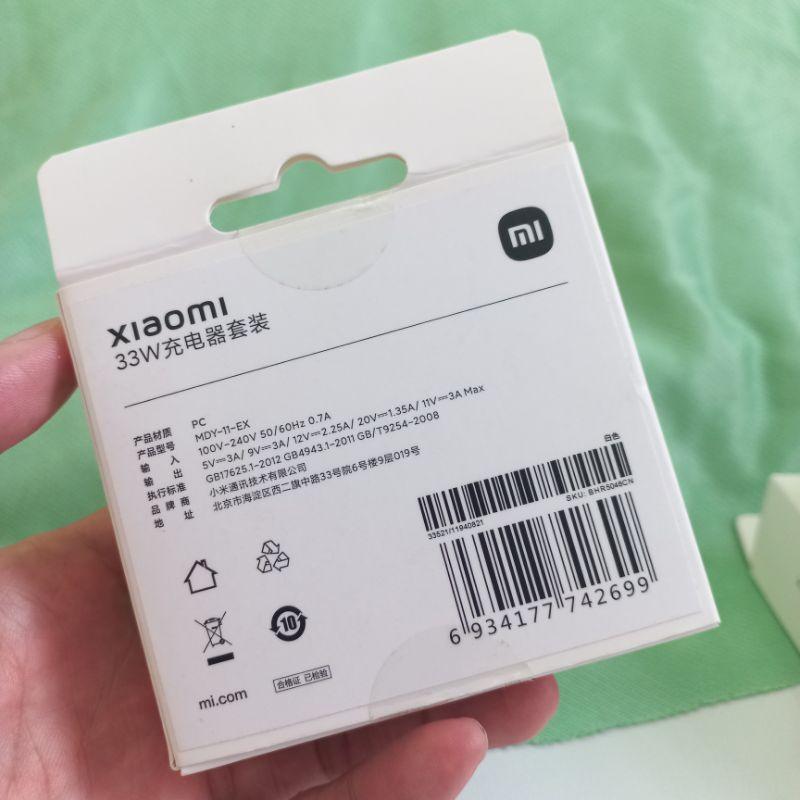 mi
xiaomi
33W充电器套装
产品材质 PC
产品型号 MDY-11-EX
输入 100V-240V 50/60Hz 0.7A
输出 5V⎓3A/ 9V⎓3A/ 12V⎓2.25A/ 20V⎓1.35A/ 11V⎓3A Max
执行标准 GB17625.1-2012 GB4943.1-2011 GB/T9254-2008
品牌商 小米通讯技术有限公司
地址 北京市海淀区西二旗中路33号院6号楼9层019号
白色
33521/11940821 SKU: BHR5048CN
6 934177 742699
10
mi.com
合格证 已检验